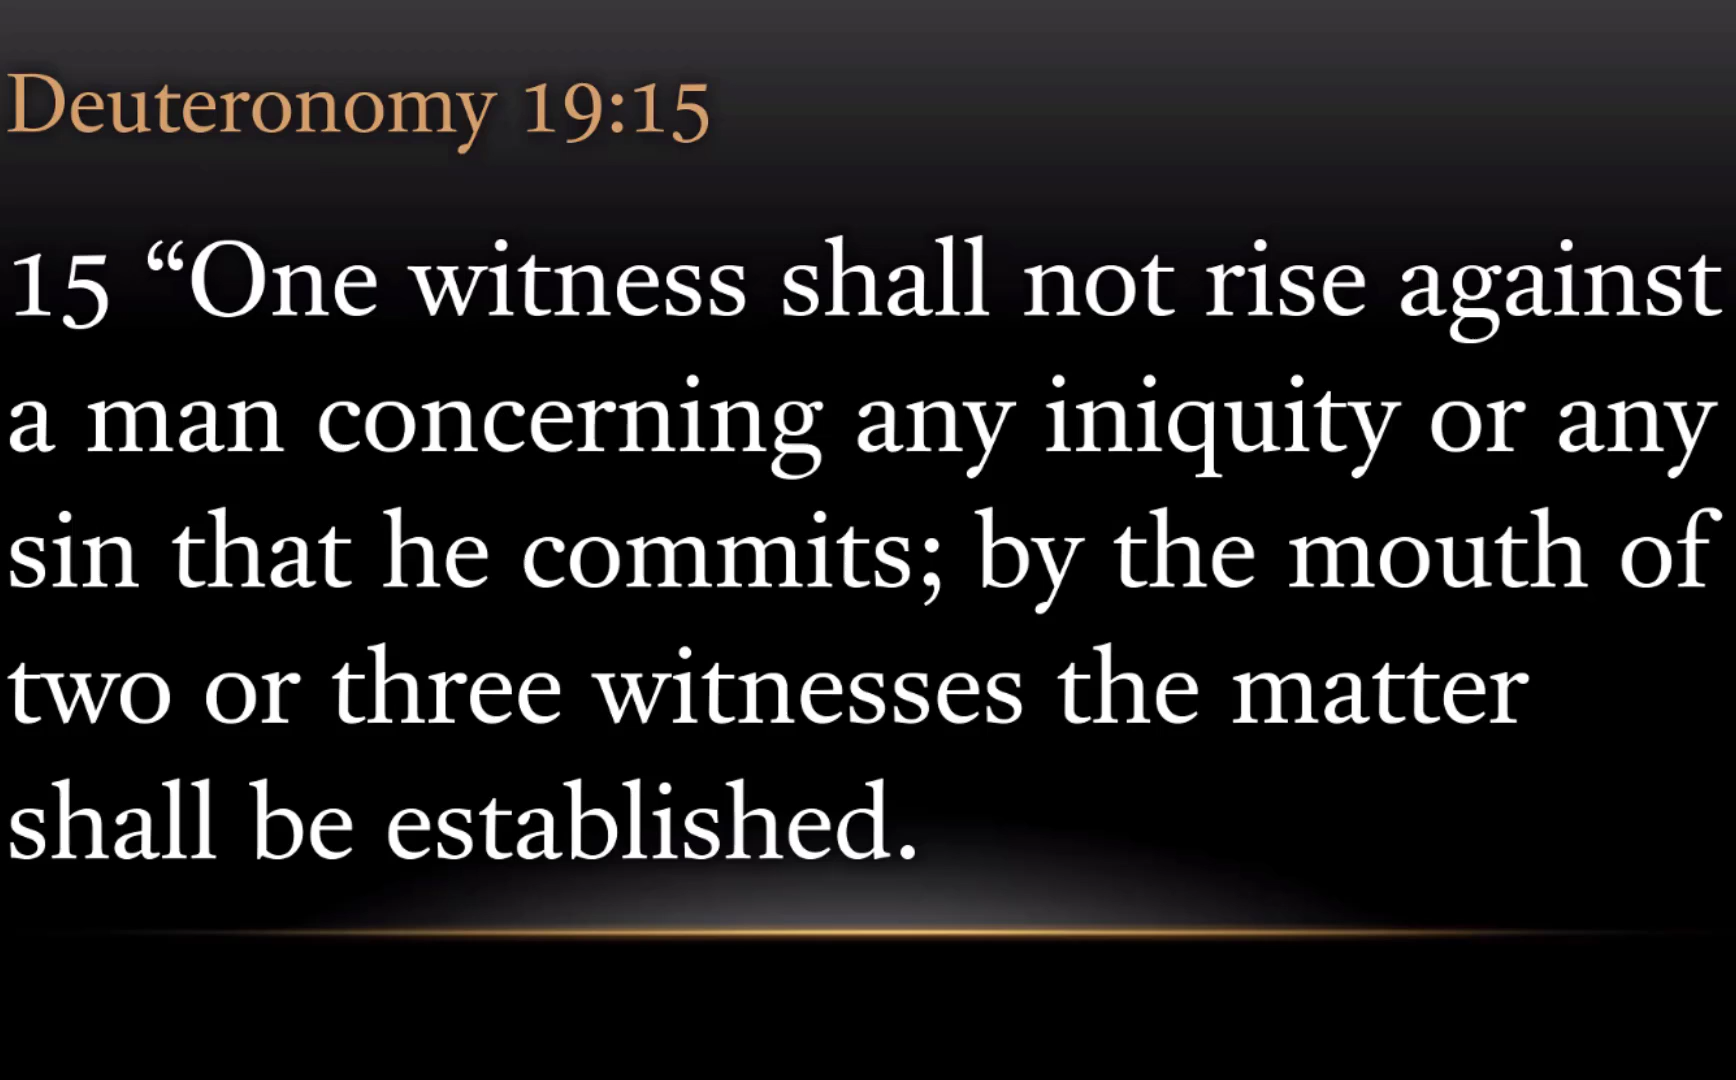 Deuteronomy 19:15
15 “One witness shall not rise against
a man concerning any iniquity or any
sin that he commits; by the mouth of
two or three witnesses the matter
shall be established.